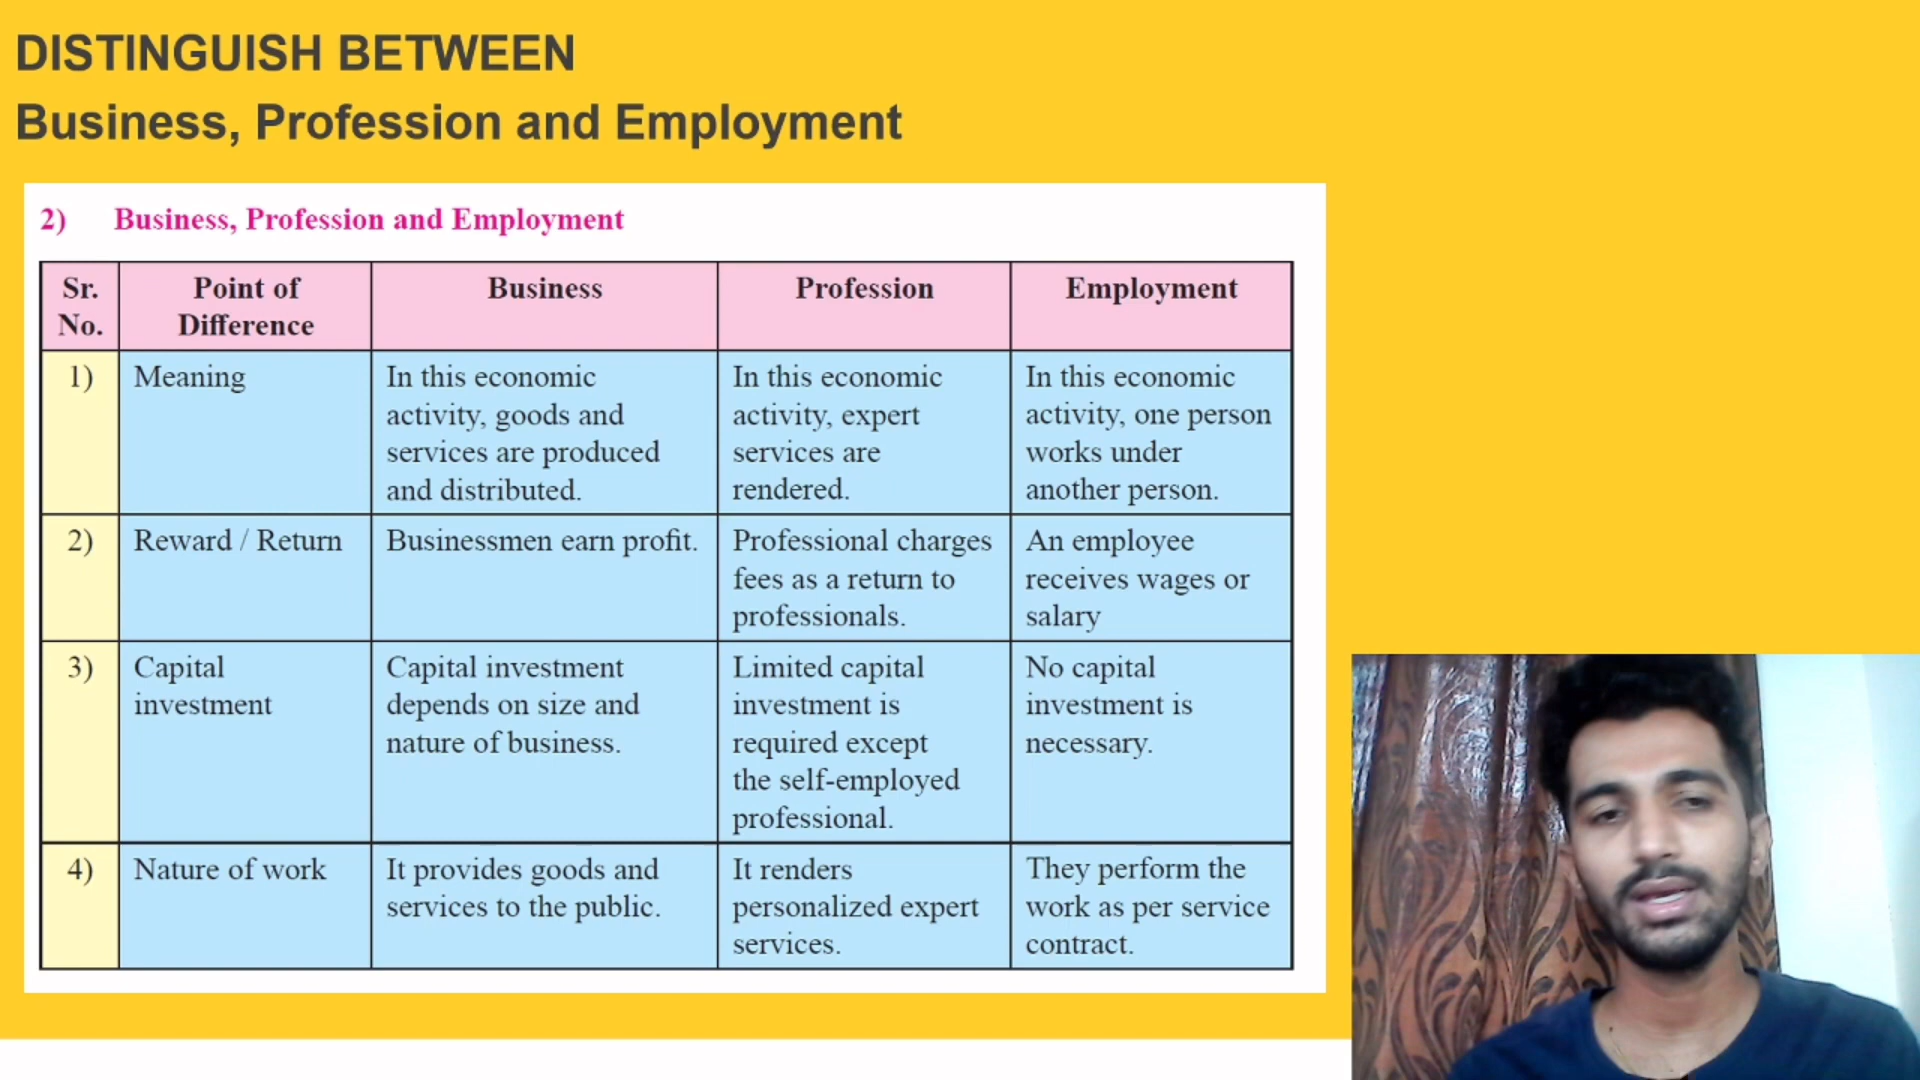 DISTINGUISH BETWEEN
Business, Profession and Employment
2) Business, Profession and Employment
Sr.
No.
Point of
Difference
Business
Profession
Employment
1)
Meaning
In this economic
activity, goods and
services are produced
and distributed.
In this economic
activity, expert
services are
rendered.
In this economic
activity, one person
works under
another person.
2)
Reward / Return
Businessmen earn profit.
Professional charges
fees as a return to
professionals.
An employee
receives wages or
salary
3)
Capital
investment
Capital investment
depends on size and
nature of business.
Limited capital
investment is
required except
the self-employed
professional.
No capital
investment is
necessary.
4)
Nature of work
It provides goods and
services to the public.
It renders
personalized expert
services.
They perform the
work as per service
contract.